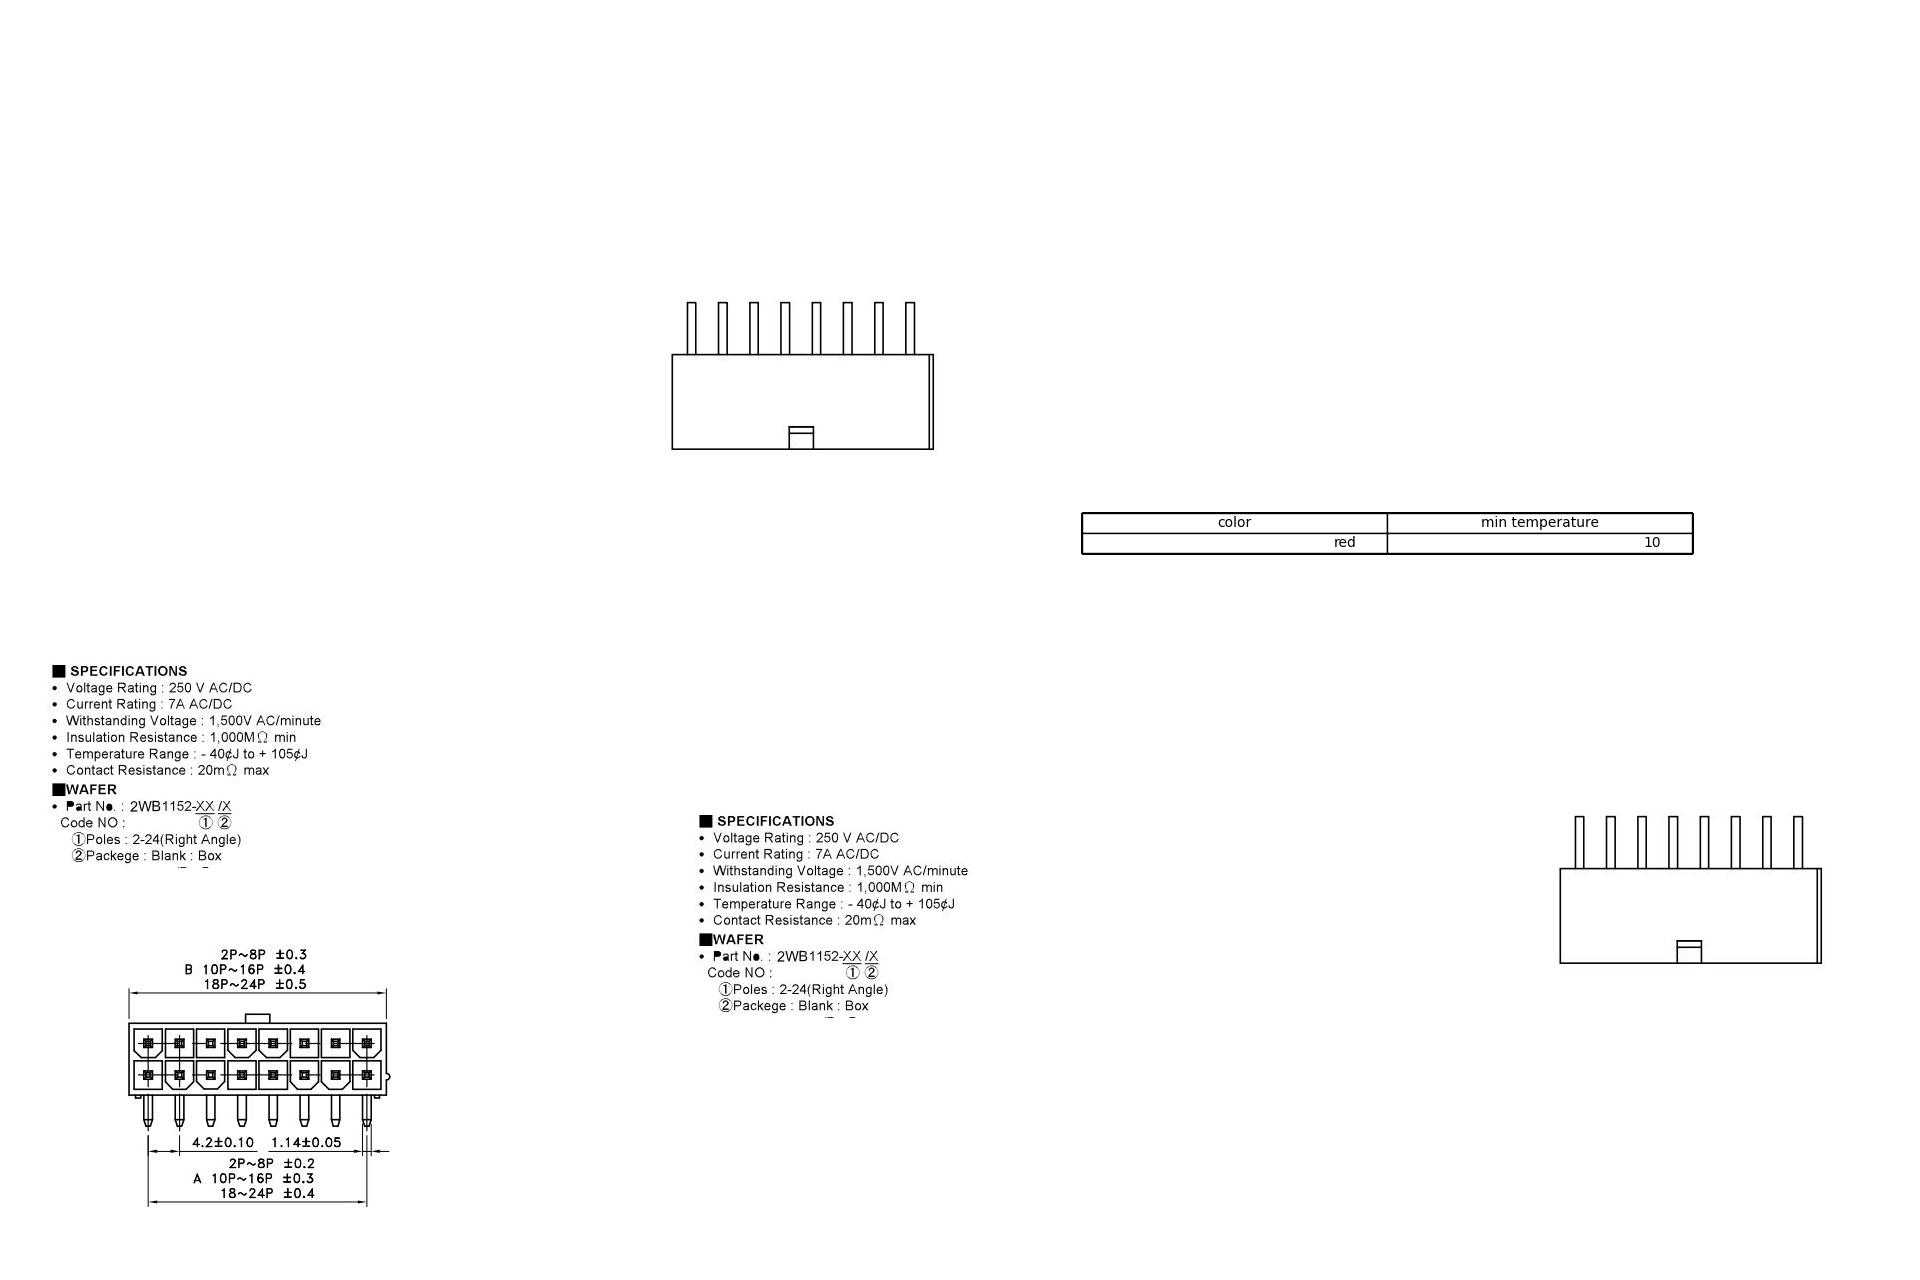 color
min temperature
red
10
■ SPECIFICATIONS
• Voltage Rating : 250 V AC/DC
• Current Rating : 7A AC/DC
• Withstanding Voltage : 1,500V AC/minute
• Insulation Resistance : 1,000MΩ min
• Temperature Range : - 40¢J to + 105¢J
• Contact Resistance : 20mΩ max
■WAFER
• Part No. : 2WB1152-XX /X
Code NO : ① ②
①Poles : 2-24(Right Angle)
②Packege : Blank : Box
2P~8P ±0.3
B 10P~16P ±0.4
18P~24P ±0.5
4.2±0.10 1.14±0.05
2P~8P ±0.2
A 10P~16P ±0.3
18~24P ±0.4
■ SPECIFICATIONS
• Voltage Rating : 250 V AC/DC
• Current Rating : 7A AC/DC
• Withstanding Voltage : 1,500V AC/minute
• Insulation Resistance : 1,000MΩ min
• Temperature Range : - 40¢J to + 105¢J
• Contact Resistance : 20mΩ max
■WAFER
• Part No. : 2WB1152-XX /X
Code NO : ① ②
①Poles : 2-24(Right Angle)
②Packege : Blank : Box